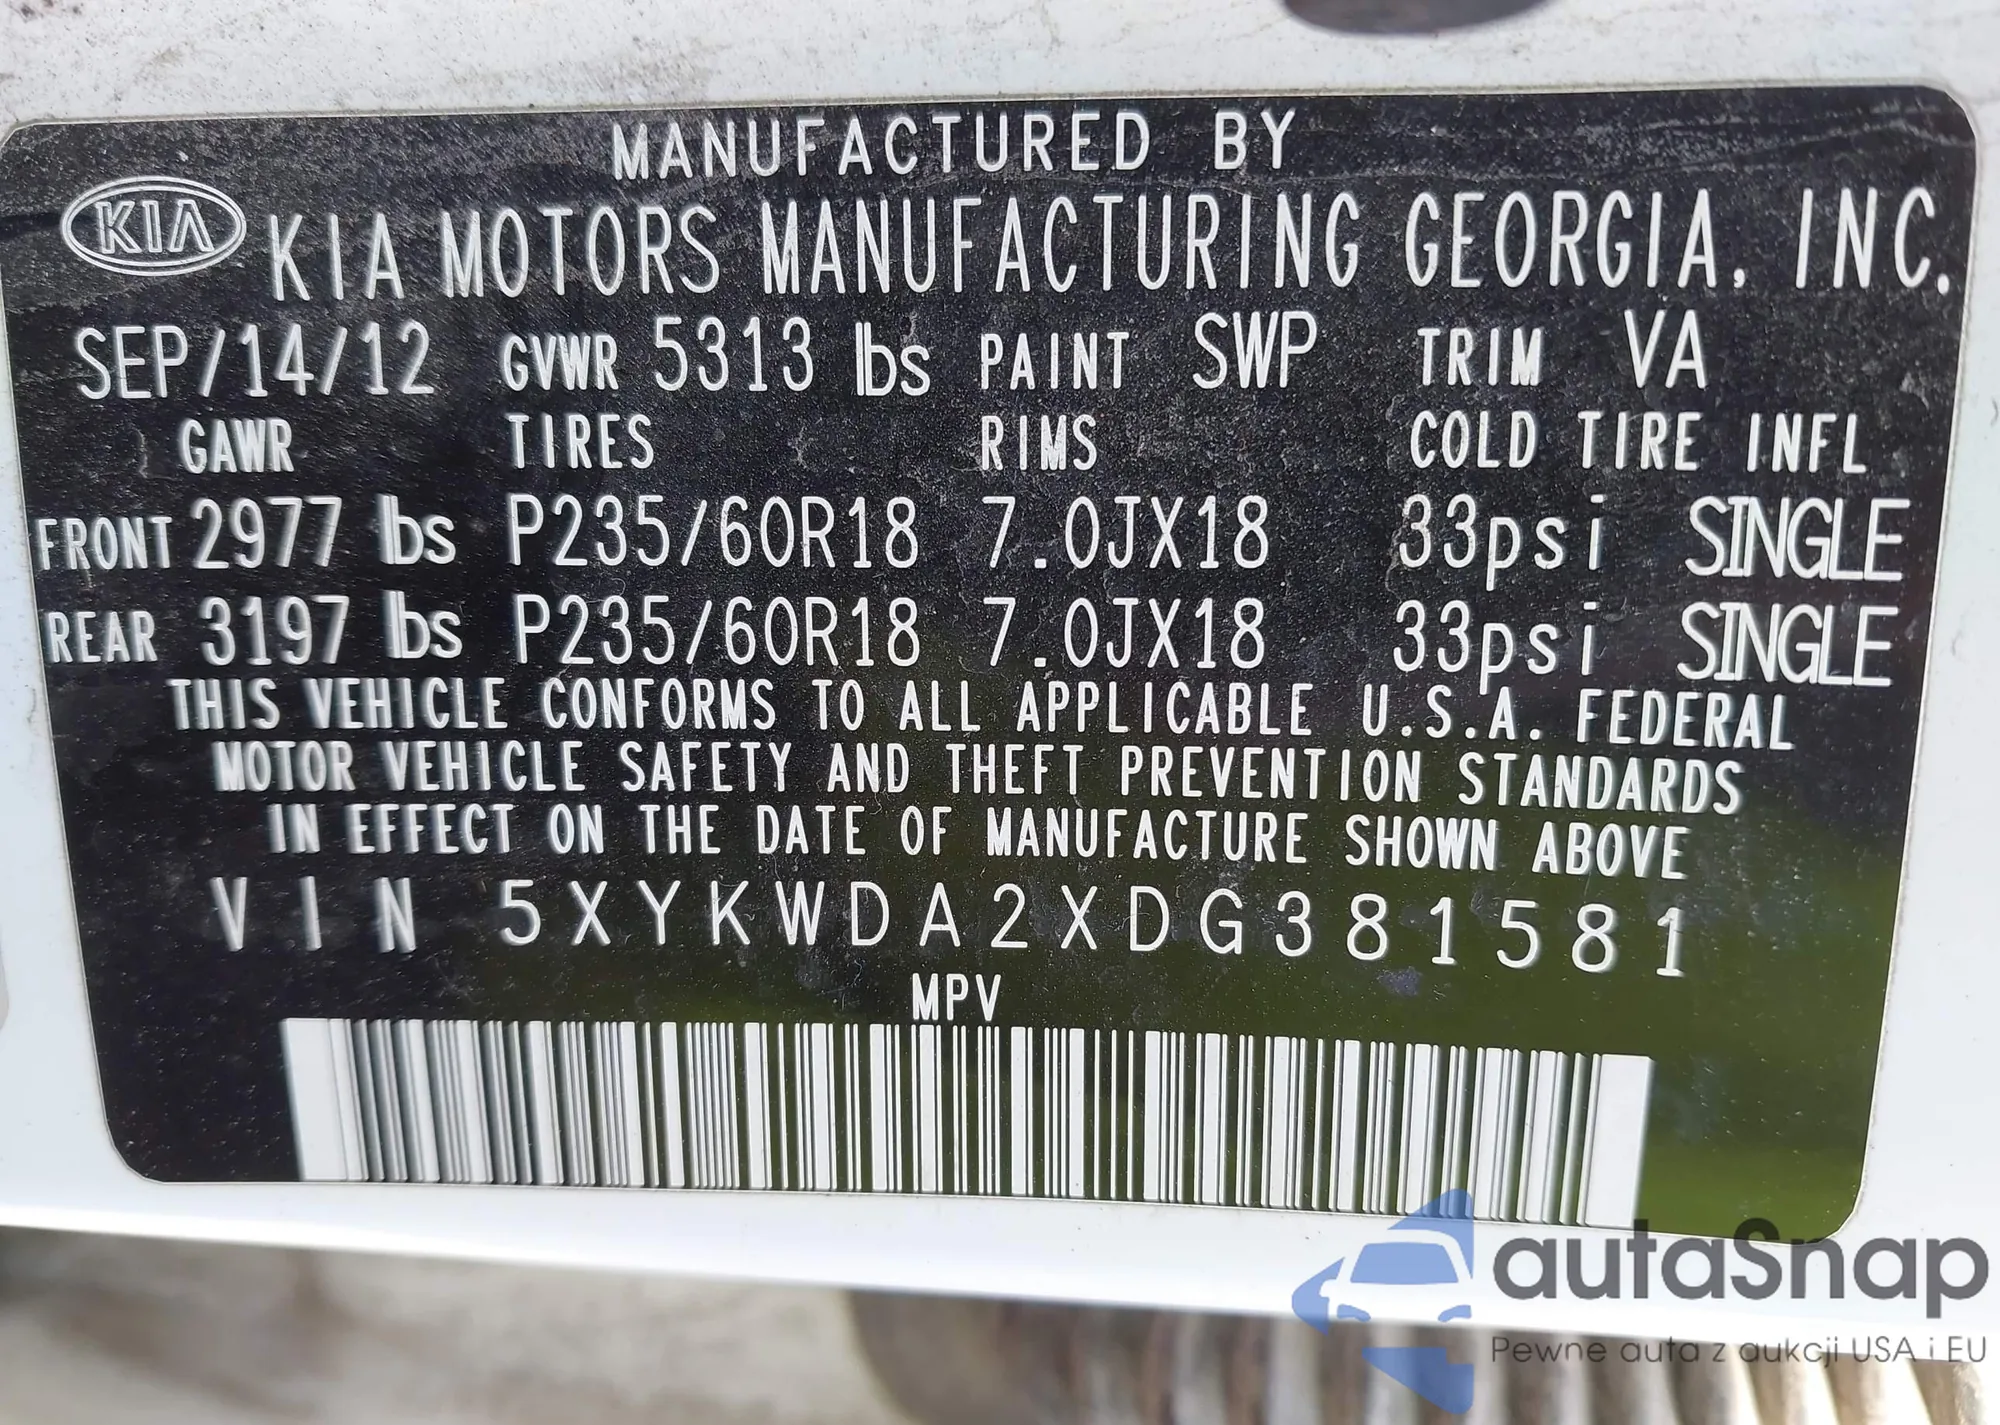 MANUFACTURED BY
KIA KIA MOTORS MANUFACTURING GEORGIA, INC.
SEP/14/12 GVWR 5313 lbs PAINT SWP TRIM VA
GAWR TIRES RIMS COLD TIRE INFL
FRONT 2977 lbs P235/60R18 7.0JX18 33psi SINGLE
REAR 3197 lbs P235/60R18 7.0JX18 33psi SINGLE
THIS VEHICLE CONFORMS TO ALL APPLICABLE U.S.A. FEDERAL
MOTOR VEHICLE SAFETY AND THEFT PREVENTION STANDARDS
IN EFFECT ON THE DATE OF MANUFACTURE SHOWN ABOVE
VIN 5XYKWDA2XDG381581
MPV
autaSnap
Pewne auta z aukcji USA i EU